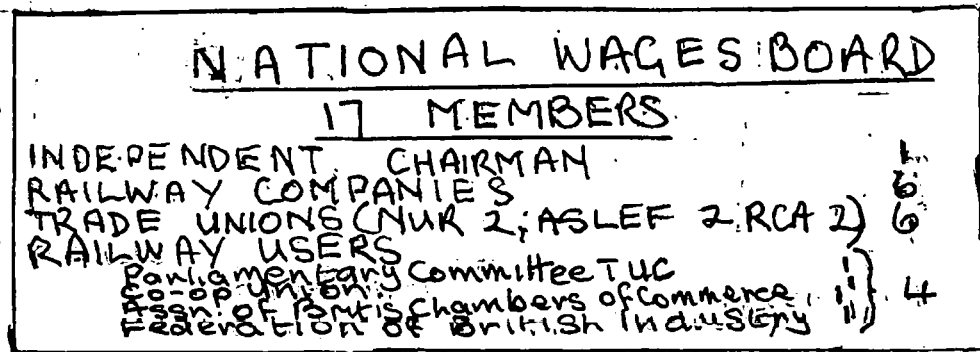 NATIONAL WAGES BOARD
17 MEMBERS
INDEPENDENT CHAIRMAN 1
RAILWAY COMPANIES 6
TRADE UNIONS (NUR 2; ASLEF 2 RCA 2) 6
RAILWAY USERS
Parliamentary Committee TUC 1
Co-op Union 1
Assn. of Chambers of Commerce 1 } 4
Federation of British Industry 1